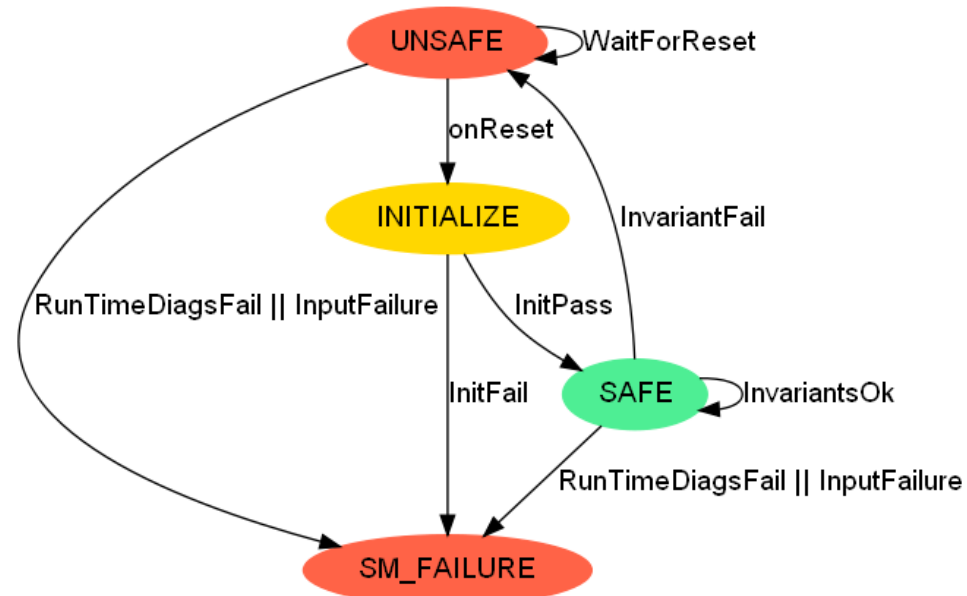 UNSAFE
WaitForReset
onReset
INITIALIZE
InvariantFail
RunTimeDiagsFail || InputFailure
InitPass
InitFail
SAFE
InvariantsOk
RunTimeDiagsFail || InputFailure
SM_FAILURE